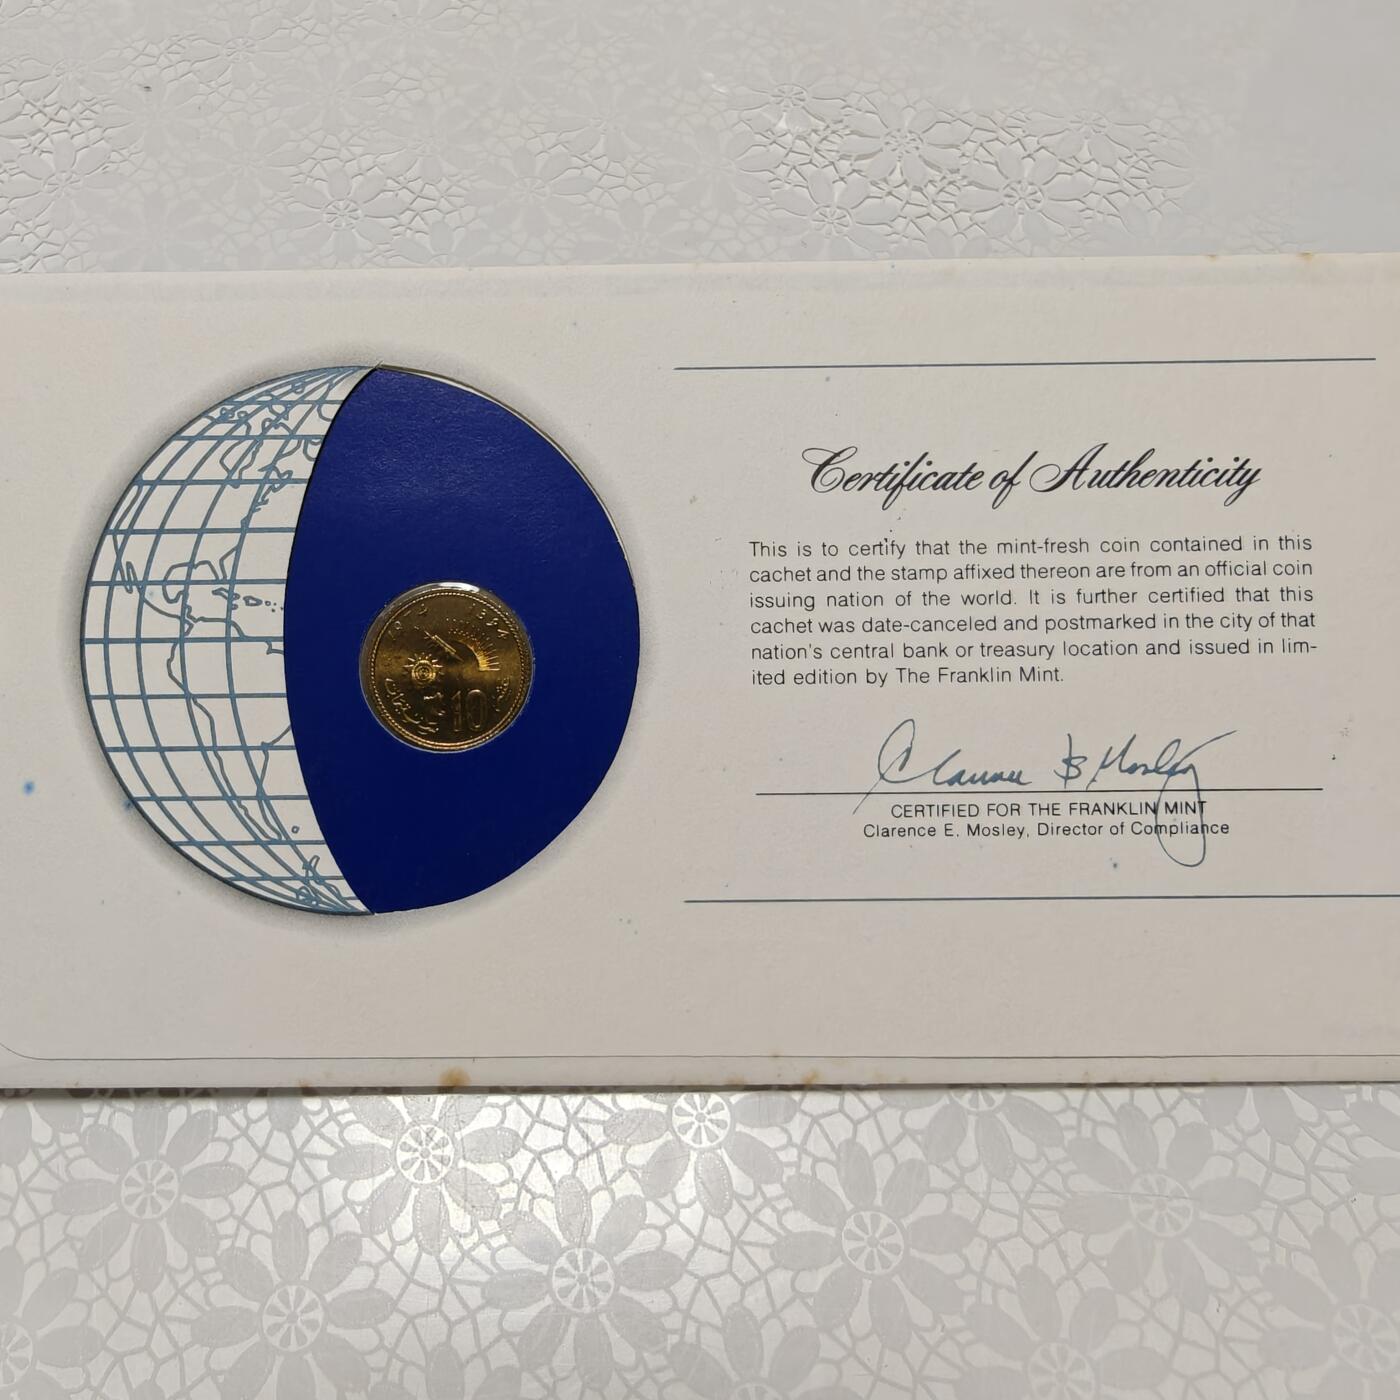 1394
10
Certificate of Authenticity
This is to certify that the mint-fresh coin contained in this
cachet and the stamp affixed thereon are from an official coin
issuing nation of the world. It is further certified that this
cachet was date-canceled and postmarked in the city of that
nation's central bank or treasury location and issued in lim-
ited edition by The Franklin Mint.
CERTIFIED FOR THE FRANKLIN MINT
Clarence E. Mosley, Director of Compliance